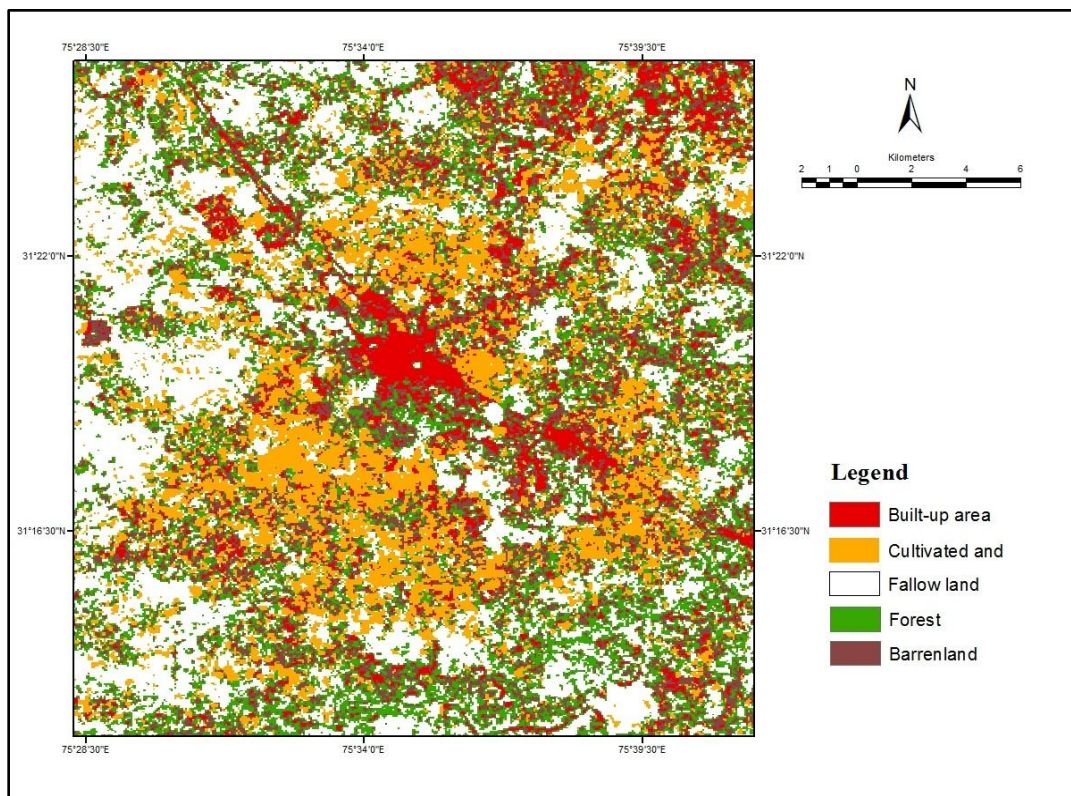 75°28'30"E 75°34'0"E 75°39'30"E
N
Kilometers
2 1 0 2 4 6
31°22'0"N 31°22'0"N
Legend
Built-up area
31°16'30"N 31°16'30"N
Cultivated and
Fallow land
Forest
Barrenland
75°28'30"E 75°34'0"E 75°39'30"E